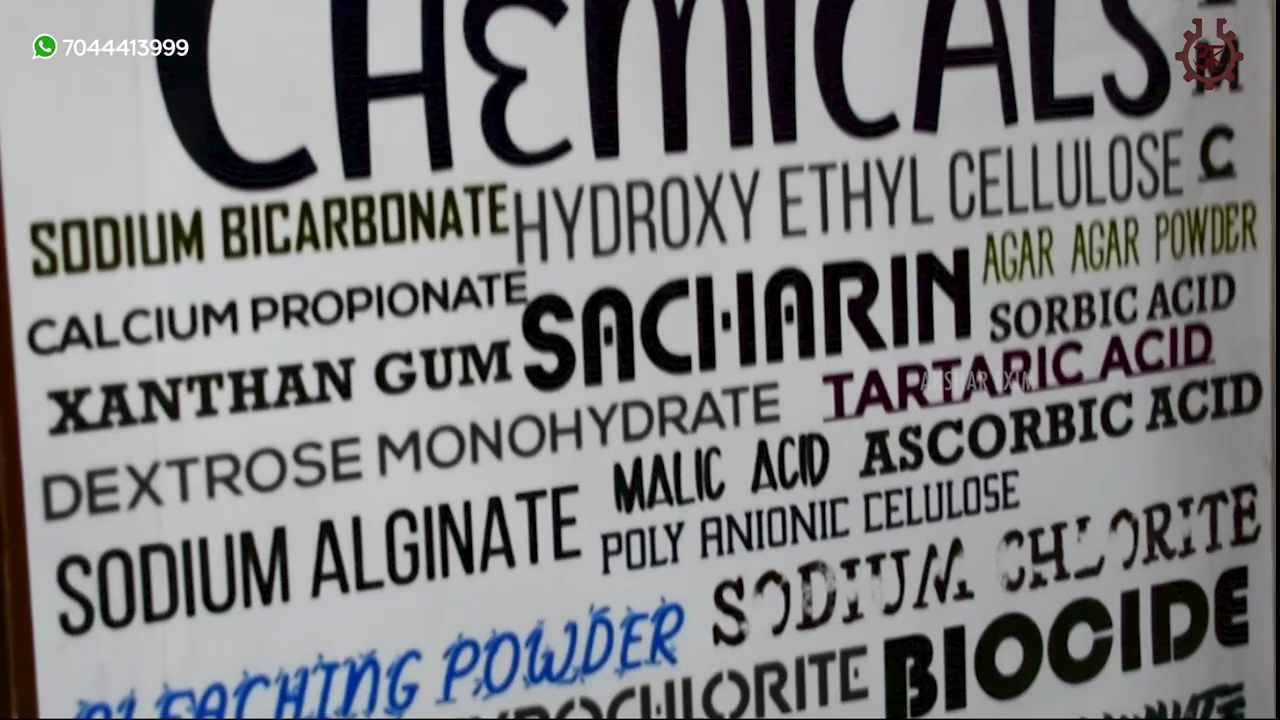 7044413999
CHEMICALS
SODIUM BICARBONATE HYDROXY ETHYL CELLULOSE C
CALCIUM PROPIONATE SACHARIN AGAR AGAR POWDER
SORBIC ACID
XANTHAN GUM TARTARIC ACID
DEXTROSE MONOHYDRATE MALIC ACID ASCORBIC ACID
SODIUM ALGINATE POLY ANIONIC CELULOSE
SODIUM CHLORITE
BLEACHING POWDER
BIOCIDE